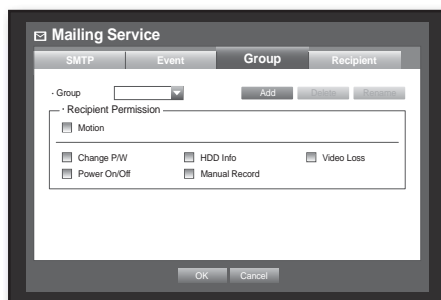 Mailing Service
SMTP Event Group Recipient
· Group Add Delete Rename
· Recipient Permission
Motion
Change P/W HDD Info Video Loss
Power On/Off Manual Record
OK Cancel